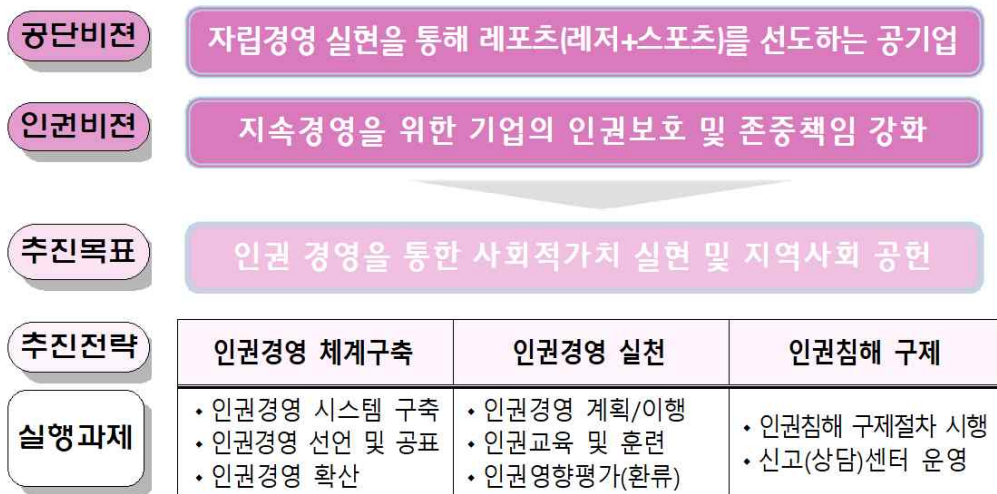 공단비젼
자립경영 실현을 통해 레포츠(레저+스포츠)를 선도하는 공기업
인권비젼
지속경영을 위한 기업의 인권보호 및 존중책임 강화
추진목표
인권 경영을 통한 사회적가치 실현 및 지역사회 공헌
추진전략
인권경영 체계구축
인권경영 실천
인권침해 구제
실행과제
• 인권경영 시스템 구축
• 인권경영 선언 및 공표
• 인권경영 확산
• 인권경영 계획/이행
• 인권교육 및 훈련
• 인권영향평가(환류)
• 인권침해 구제절차 시행
• 신고(상담)센터 운영